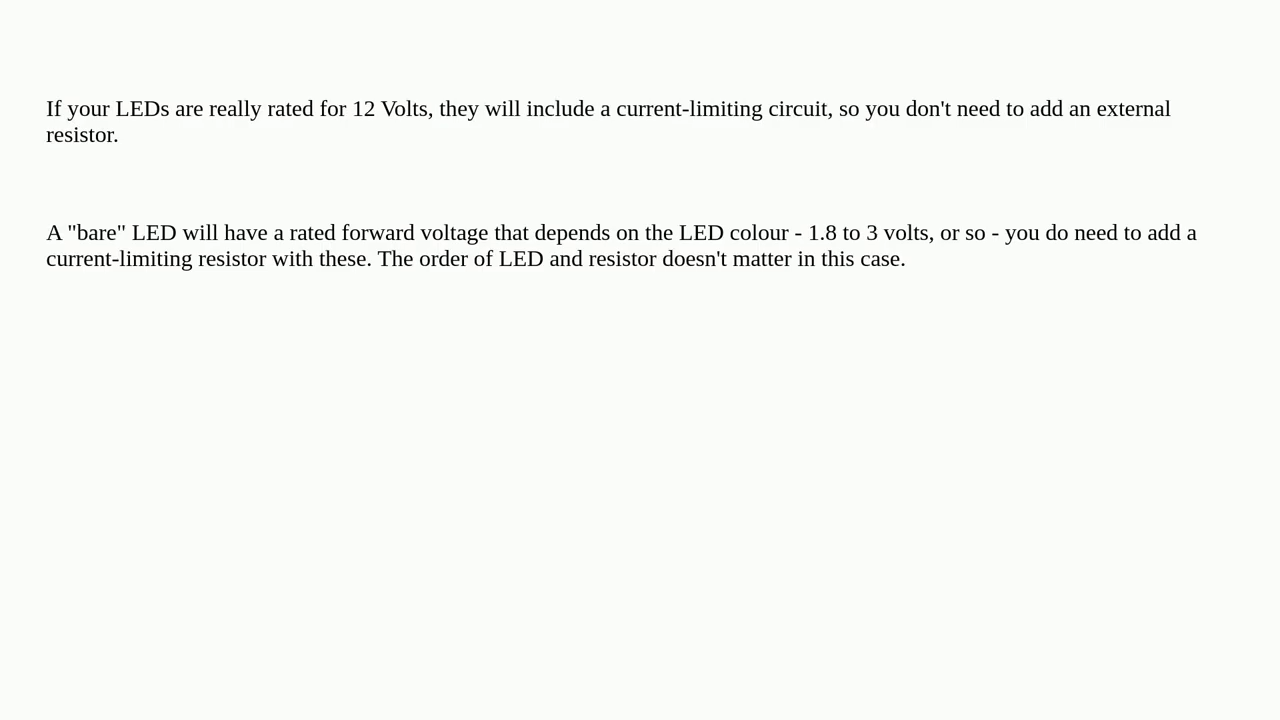 If your LEDs are really rated for 12 Volts, they will include a current-limiting circuit, so you don't need to add an external
resistor.
A "bare" LED will have a rated forward voltage that depends on the LED colour - 1.8 to 3 volts, or so - you do need to add a
current-limiting resistor with these. The order of LED and resistor doesn't matter in this case.